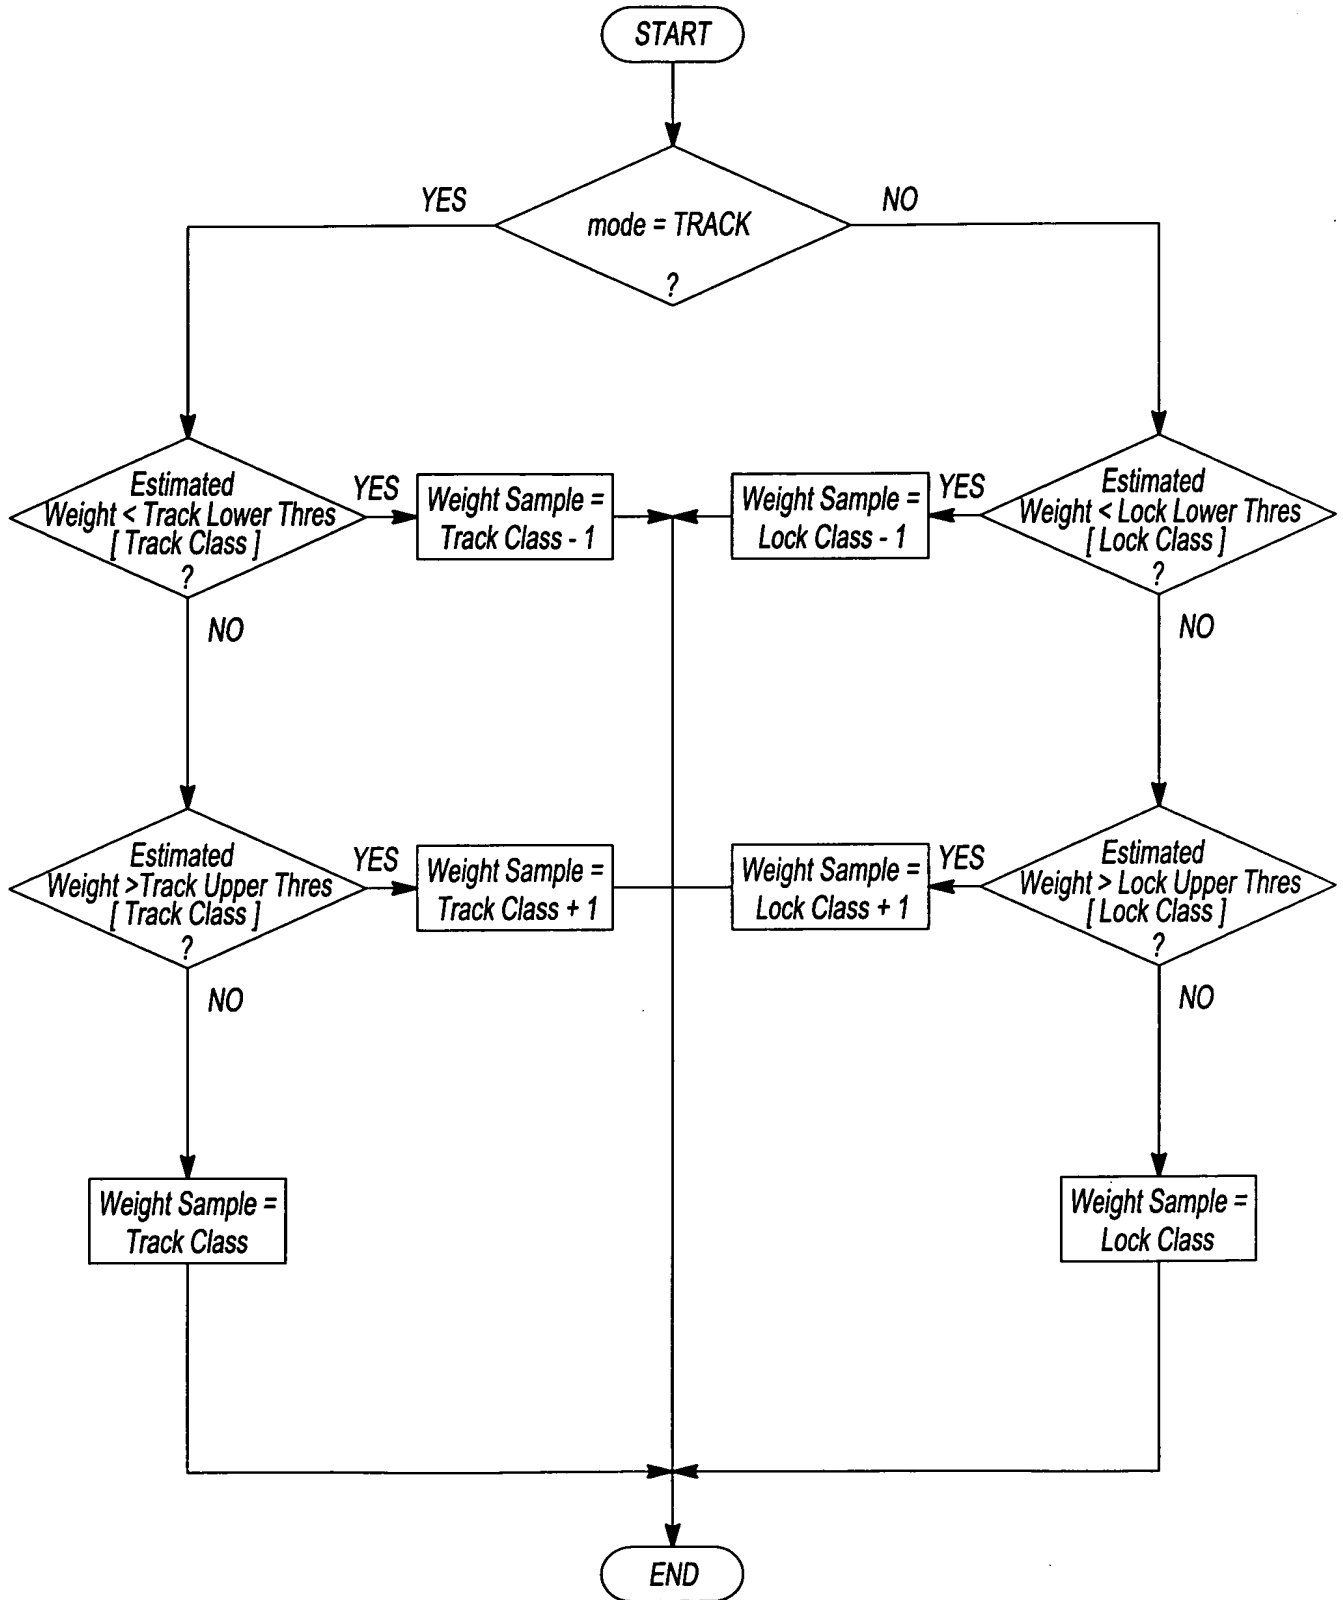 START
mode = TRACK
?
YES
NO
Estimated
Weight < Track Lower Thres
[ Track Class ]
?
YES
NO
Weight Sample =
Track Class - 1
Weight Sample =
Lock Class - 1
YES
Estimated
Weight < Lock Lower Thres
[ Lock Class ]
?
NO
Estimated
Weight >Track Upper Thres
[ Track Class ]
?
YES
NO
Weight Sample =
Track Class + 1
Weight Sample =
Lock Class + 1
YES
Estimated
Weight > Lock Upper Thres
[ Lock Class ]
?
NO
Weight Sample =
Track Class
Weight Sample =
Lock Class
END